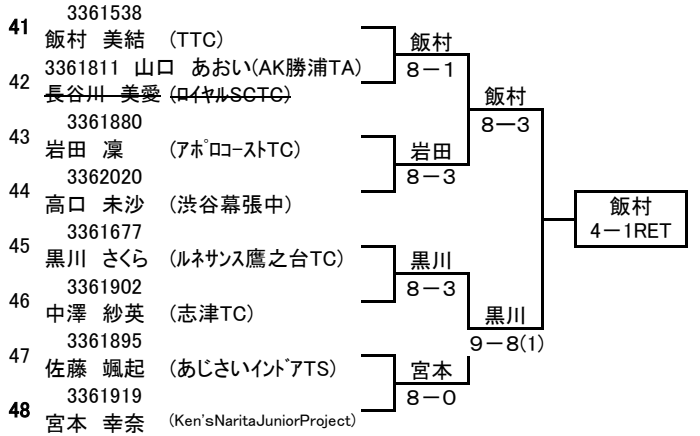 41 3361538
飯村 美結 (TTC)
飯村
8-1
42 3361811 山口 あおい(AK勝浦TA)
長谷川 美愛 (ロイヤルSCTC)
飯村
8-3
43 3361880
岩田 凜 (アポロコーストTC)
岩田
8-3
44 3362020
高口 未沙 (渋谷幕張中)
飯村
4-1RET
45 3361677
黒川 さくら (ルネサンス鷹之台TC)
黒川
8-3
46 3361902
中澤 紗英 (志津TC)
黒川
9-8(1)
47 3361895
佐藤 颯起 (あじさいインドアTS)
宮本
8-0
48 3361919
宮本 幸奈 (Ken'sNaritaJuniorProject)